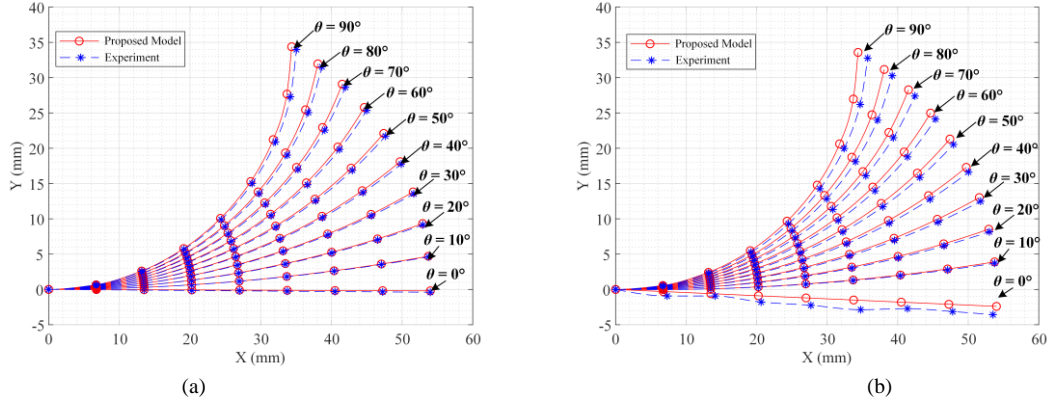 40
35
30
25
20
15
10
5
0
-5
Y (mm)
0 10 20 30 40 50 60
X (mm)
Proposed Model
Experiment
θ = 90°
θ = 80°
θ = 70°
θ = 60°
θ = 50°
θ = 40°
θ = 30°
θ = 20°
θ = 10°
θ = 0°
(a)
40
35
30
25
20
15
10
5
0
-5
Y (mm)
0 10 20 30 40 50 60
X (mm)
Proposed Model
Experiment
θ = 90°
θ = 80°
θ = 70°
θ = 60°
θ = 50°
θ = 40°
θ = 30°
θ = 20°
θ = 10°
θ = 0°
(b)